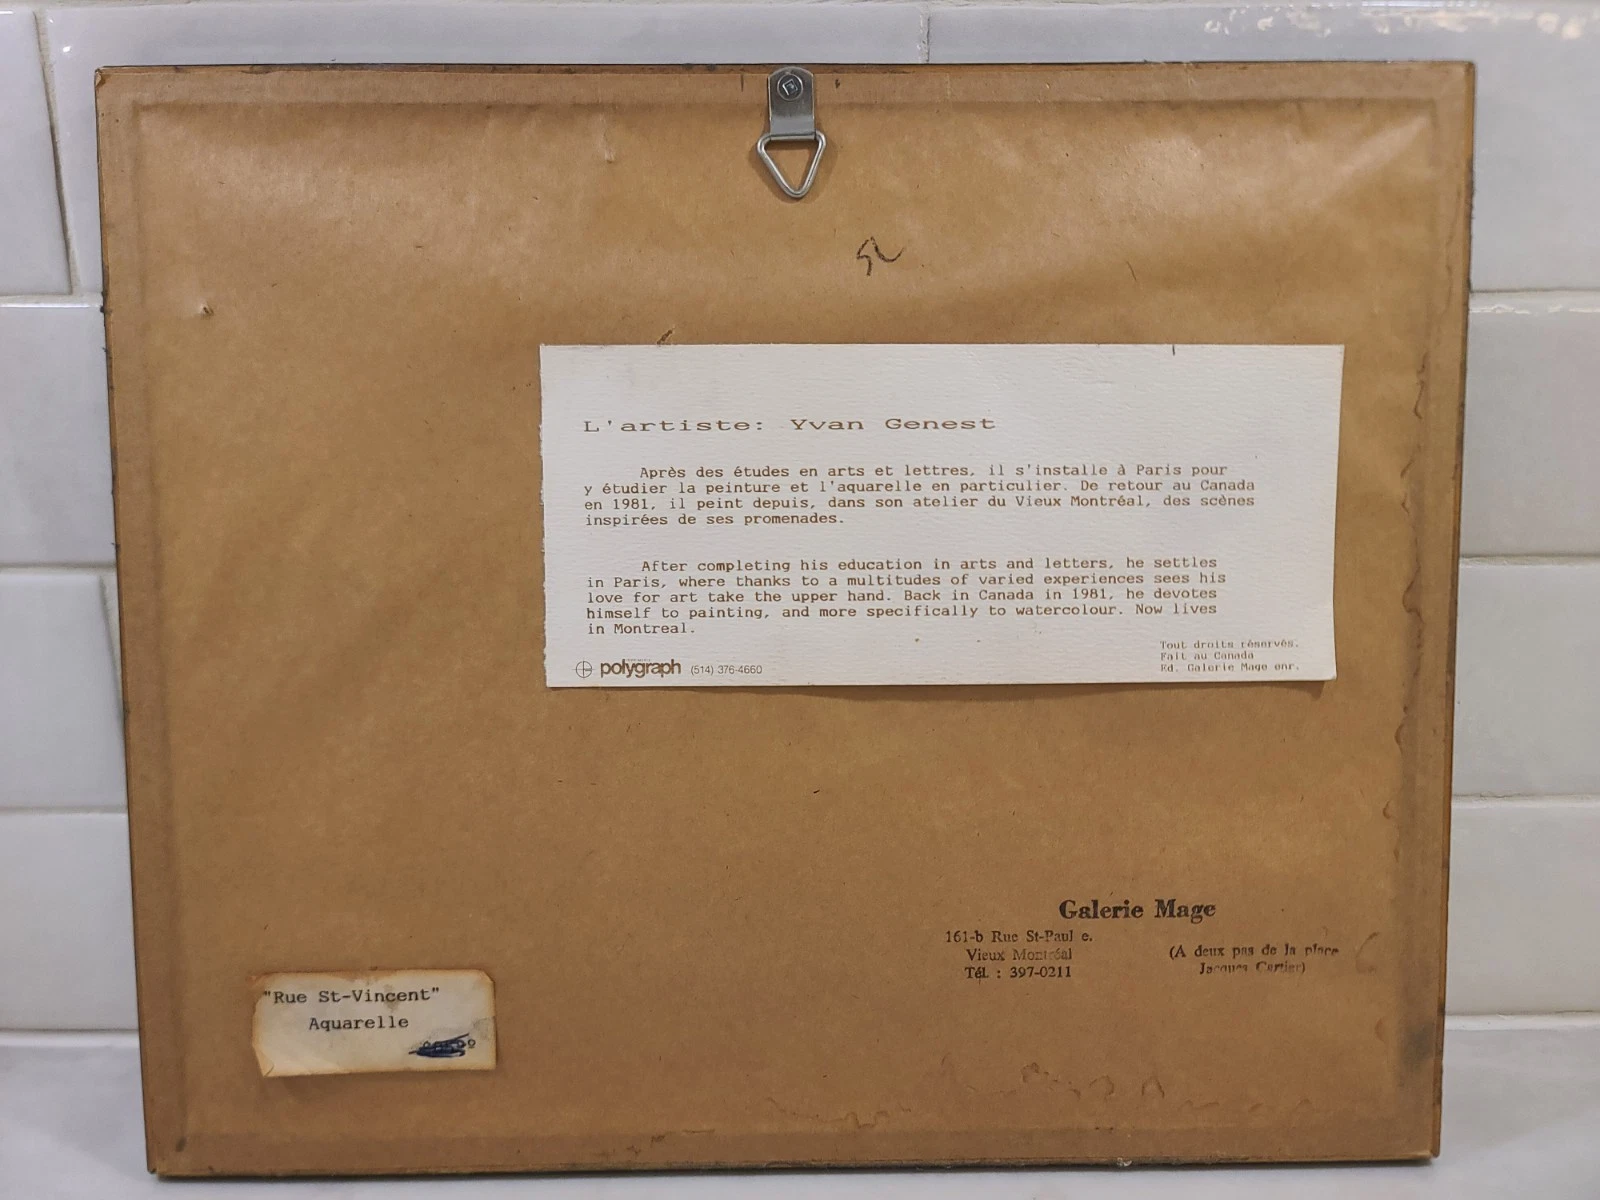 L'artiste: Yvan Genest
Après des études en arts et lettres, il s'installe à Paris pour
y étudier la peinture et l'aquarelle en particulier. De retour au Canada
en 1981, il peint depuis, dans son atelier du Vieux Montréal, des scènes
inspirées de ses promenades.
After completing his education in arts and letters, he settles
in Paris, where thanks to a multitudes of varied experiences sees his
love for art take the upper hand. Back in Canada in 1981, he devotes
himself to painting, and more specifically to watercolour. Now lives
in Montreal.
polygraph (514) 376-4660
Tout droits réservés.
Fait au Canada
Ed. Galerie Mage enr.
Galerie Mage
161-b Rue St-Paul e.
Vieux Montréal
Tél. : 397-0211
(A deux pas de la place
Jacques Cartier)
"Rue St-Vincent"
Aquarelle